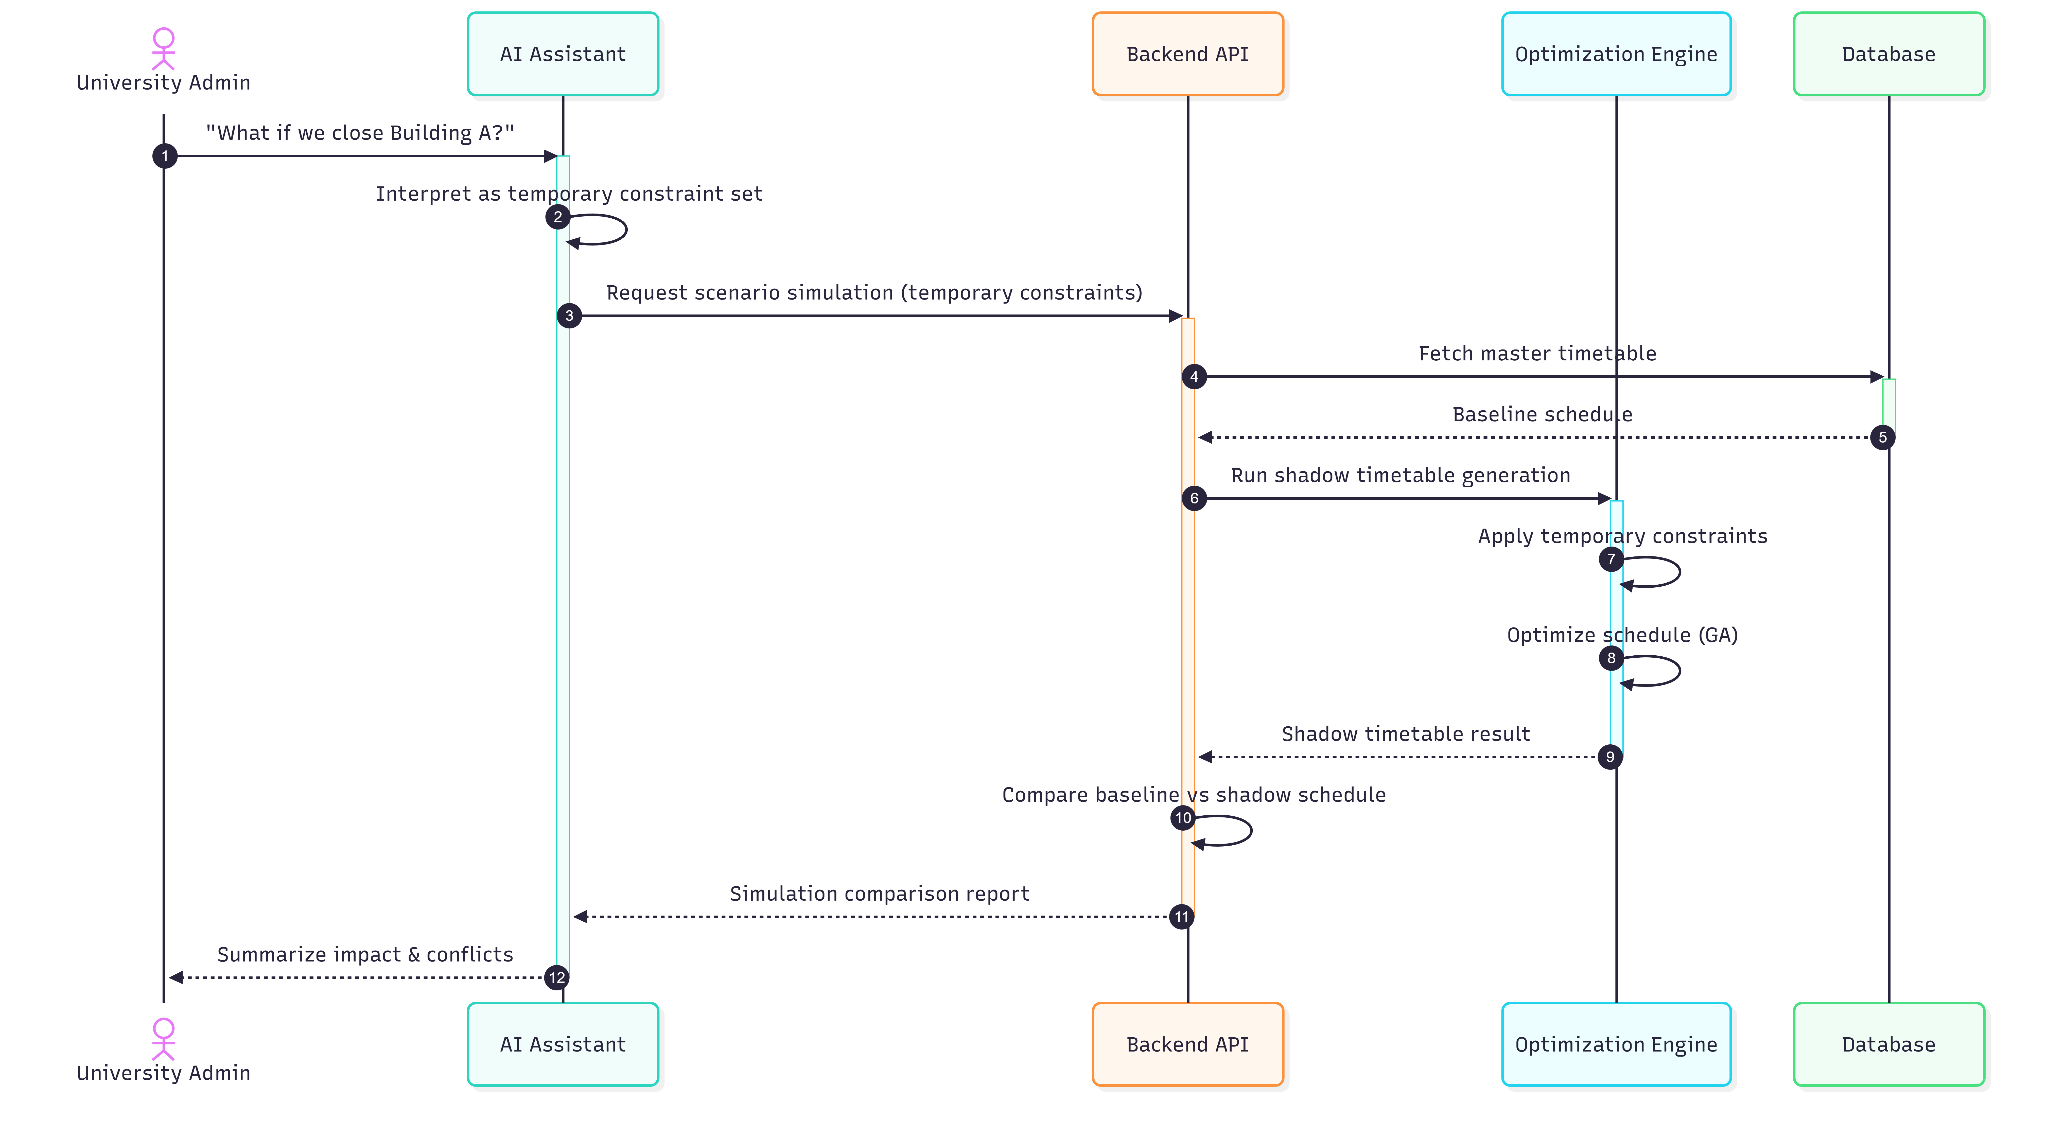 University Admin
AI Assistant
Backend API
Optimization Engine
Database
"What if we close Building A?"
1
Interpret as temporary constraint set
2
Request scenario simulation (temporary constraints)
3
Fetch master timetable
4
Baseline schedule
5
Run shadow timetable generation
6
Apply temporary constraints
7
Optimize schedule (GA)
8
Shadow timetable result
9
Compare baseline vs shadow schedule
10
Simulation comparison report
11
Summarize impact & conflicts
12
University Admin
AI Assistant
Backend API
Optimization Engine
Database